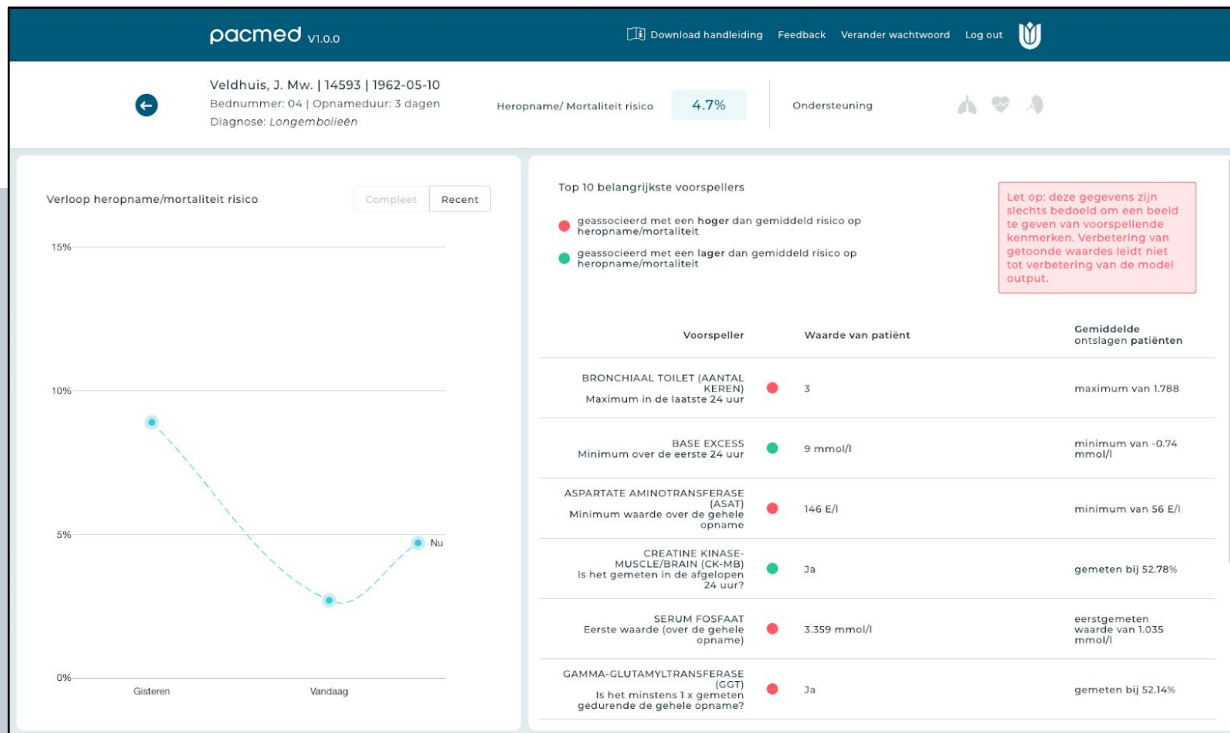 pacmed V1.0.0
Download handleiding Feedback Verander wachtwoord Log out
Veldhuis, J. Mw. | 14593 | 1962-05-10
Bednummer: 04 | Opnameduur: 3 dagen
Diagnose: Longembolieën
Heropname/ Mortaliteit risico 4.7%
Ondersteuning
Verloop heropname/mortaliteit risico
Compleet Recent
15%
10%
5%
0%
Nu
Gisteren Vandaag
Top 10 belangrijkste voorspellers
geassocieerd met een hoger dan gemiddeld risico op
heropname/mortaliteit
geassocieerd met een lager dan gemiddeld risico op
heropname/mortaliteit
Let op: deze gegevens zijn
slechts bedoeld om een beeld
te geven van voorspellende
kenmerken. Verbetering van
getoonde waardes leidt niet
tot verbetering van de model
output.
Voorspeller Waarde van patiënt Gemiddelde
ontslagen patiënten
BRONCHIAAL TOILET (AANTAL
KEREN)
Maximum in de laatste 24 uur
3
maximum van 1.788
BASE EXCESS
Minimum over de eerste 24 uur
9 mmol/l
minimum van -0.74
mmol/l
ASPARTATE AMINOTRANSFERASE
(ASAT)
Minimum waarde over de gehele
opname
146 E/l
minimum van 56 E/l
CREATINE KINASE-
MUSCLE/BRAIN (CK-MB)
Is het gemeten in de afgelopen
24 uur?
Ja
gemeten bij 52.78%
SERUM FOSFAAT
Eerste waarde (over de gehele
opname)
3.359 mmol/l
eerstgemeten
waarde van 1.035
mmol/l
GAMMA-GLUTAMYLTRANSFERASE
(GGT)
Is het minstens 1 x gemeten
gedurende de gehele opname?
Ja
gemeten bij 52.14%